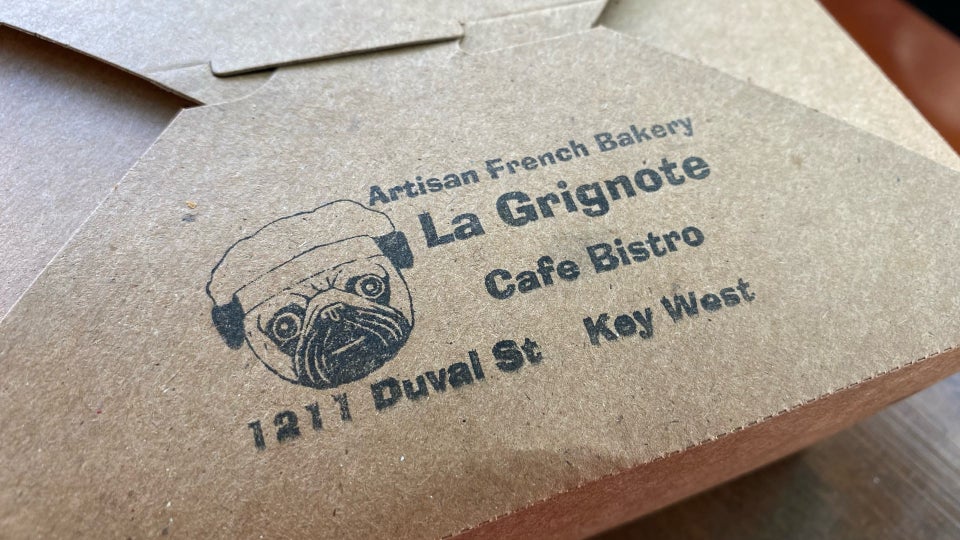 Artisan French Bakery
La Grignote
Cafe Bistro
1211 Duval St Key West